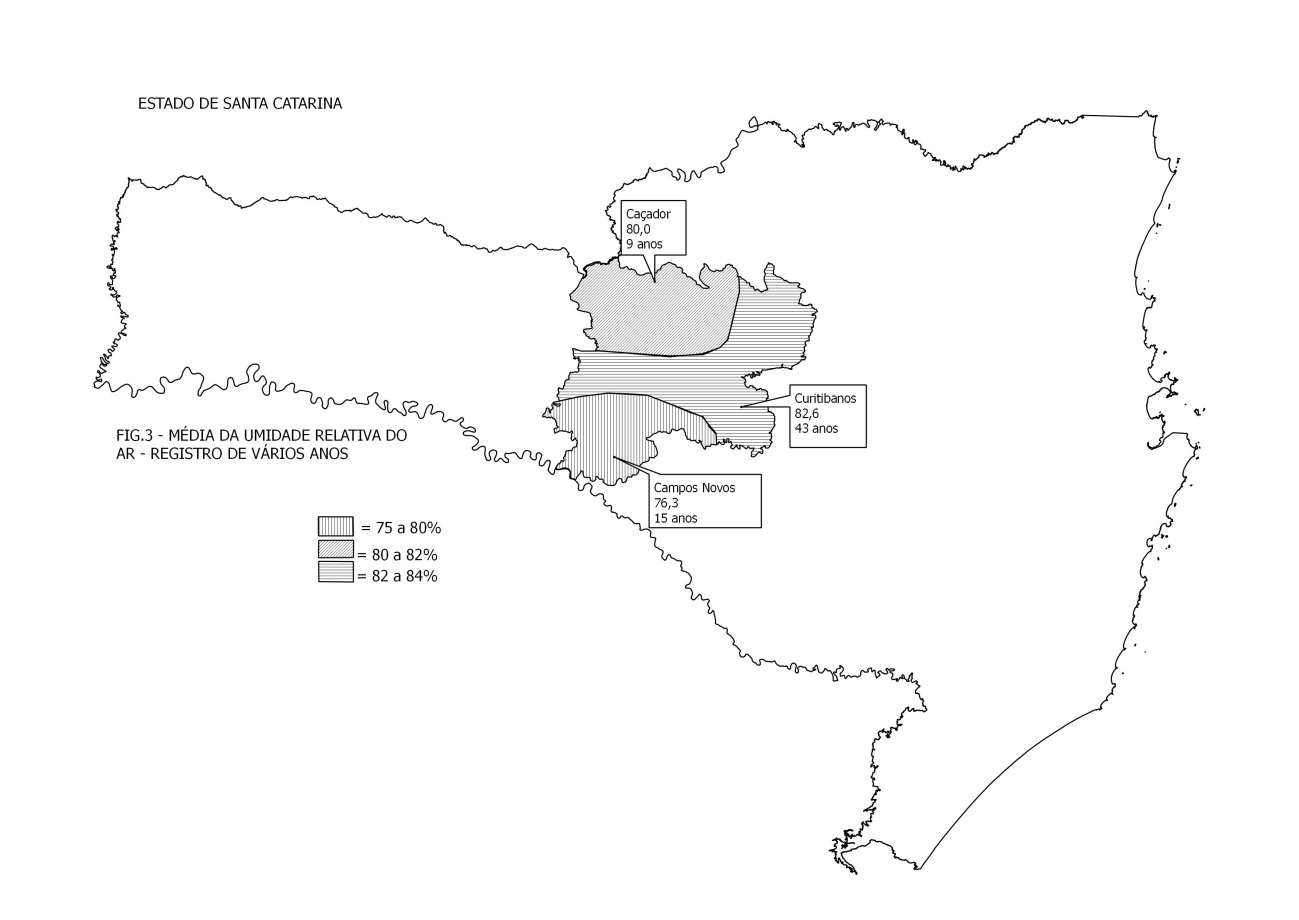 ESTADO DE SANTA CATARINA
Caçador
80,0
9 anos
Curitibanos
82,6
43 anos
FIG.3 - MÉDIA DA UMIDADE RELATIVA DO
AR - REGISTRO DE VÁRIOS ANOS
Campos Novos
76,3
15 anos
= 75 a 80%
= 80 a 82%
= 82 a 84%